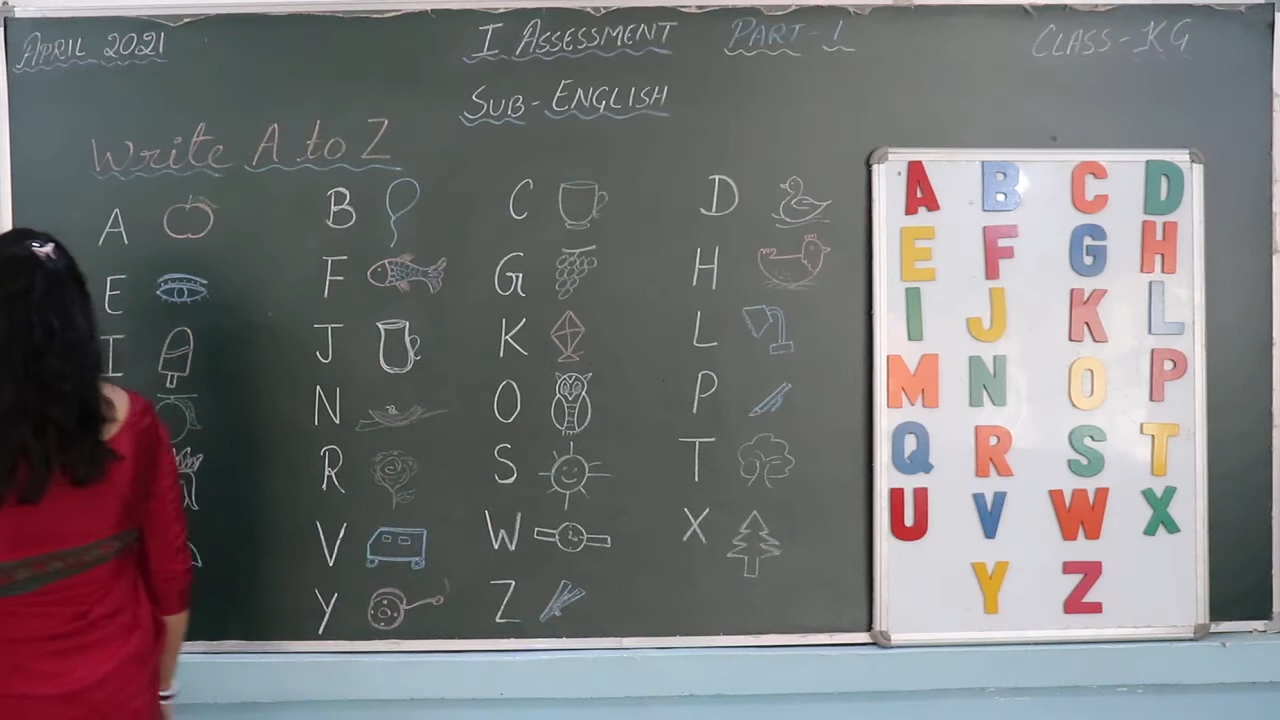 APRIL 2021 I ASSESSMENT PART-1 CLASS-KG
SUB-ENGLISH
Write A to Z
A B C D
E F G H
I J K L
N O P
R S T
V W X
Y Z
A B C D
E F G H
I J K L
M N O P
Q R S T
U V W X
Y Z